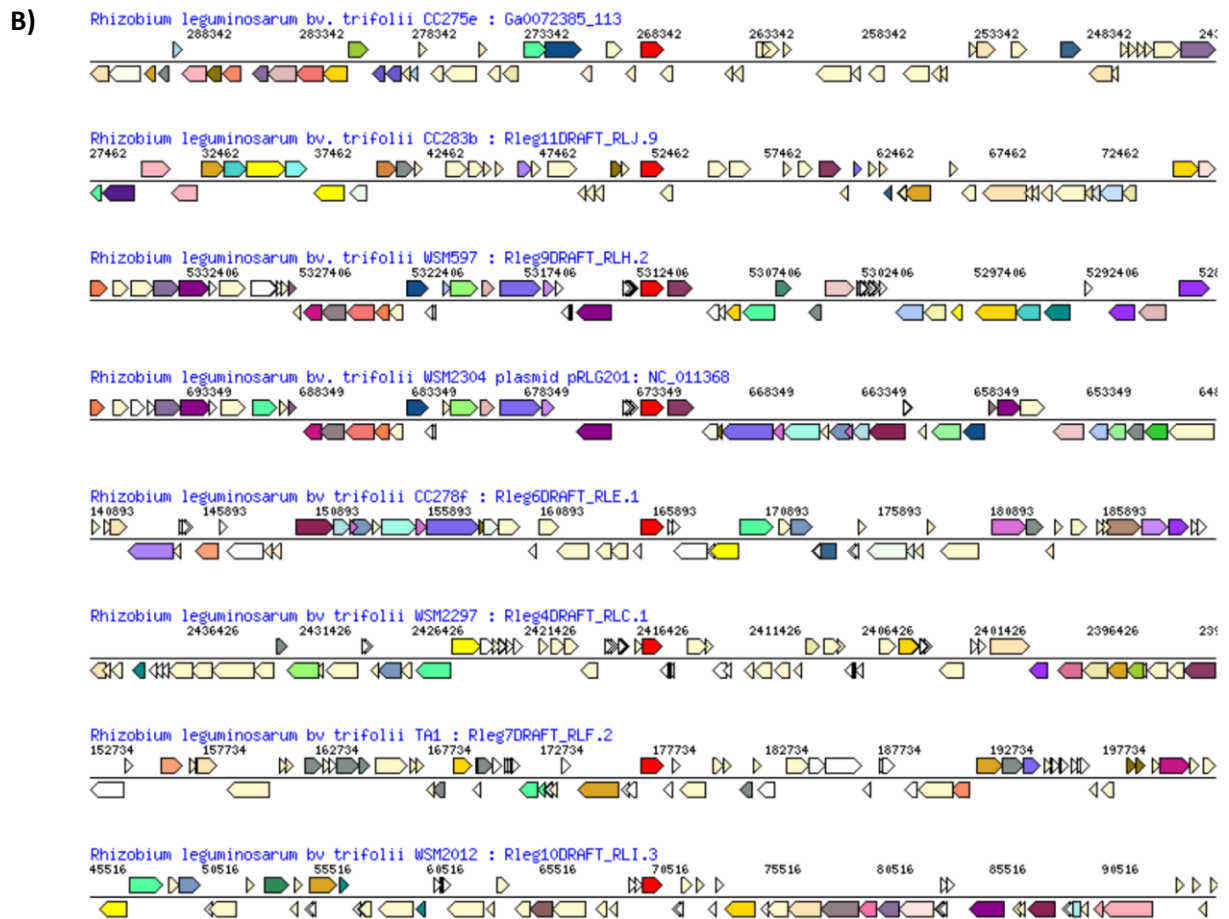 B)
Rhizobium leguminosarum bv. trifolii CC275e : Ga0072385_113
288342 283342 278342 273342 268342 263342 258342 253342 248342 243
Rhizobium leguminosarum bv. trifolii CC283b : Rleg11DRAFT_RLJ.9
27462 32462 37462 42462 47462 52462 57462 62462 67462 72462
Rhizobium leguminosarum bv. trifolii WSM597 : Rleg9DRAFT_RLH.2
5332406 5327406 5322406 5317406 5312406 5307406 5302406 5297406 5292406 528
Rhizobium leguminosarum bv. trifolii WSM2304 plasmid pRLG201: NC_011368
693349 688349 683349 678349 673349 668349 663349 658349 653349 648
Rhizobium leguminosarum bv trifolii CC278f : Rleg6DRAFT_RLE.1
140893 145893 150893 155893 160893 165893 170893 175893 180893 185893
Rhizobium leguminosarum bv trifolii WSM2297 : Rleg4DRAFT_RLC.1
2436426 2431426 2426426 2421426 2416426 2411426 2406426 2401426 2396426 239
Rhizobium leguminosarum bv. trifolii TA1 : Rleg7DRAFT_RLF.2
152734 157734 162734 167734 172734 177734 182734 187734 192734 197734
Rhizobium leguminosarum bv trifolii WSM2012 : Rleg10DRAFT_RLI.3
45516 50516 55516 60516 65516 70516 75516 80516 85516 90516